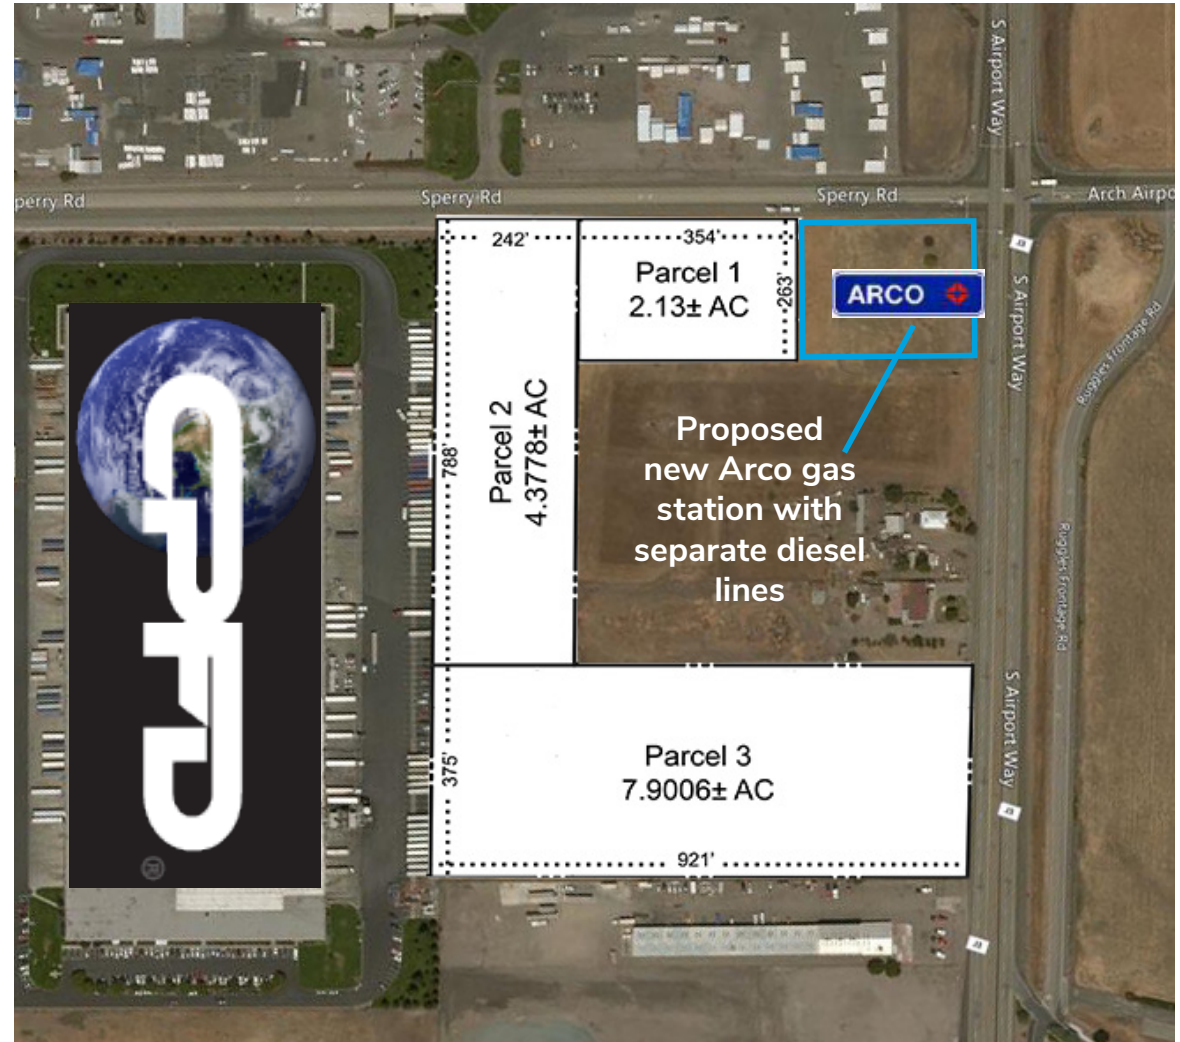 S Airport Way
perry Rd
Sperry Rd
Sperry Rd
Arch Airpo
242'
354'
Parcel 1
2.13± AC
263'
ARCO
S Airport Way
Ruggles Frontage Rd
Proposed
new Arco gas
station with
separate diesel
lines
Parcel 2
4.3778± AC
788'
CPFD
®
Ruggles Frontage Rd
S Airport Way
Parcel 3
7.9006± AC
375'
921'